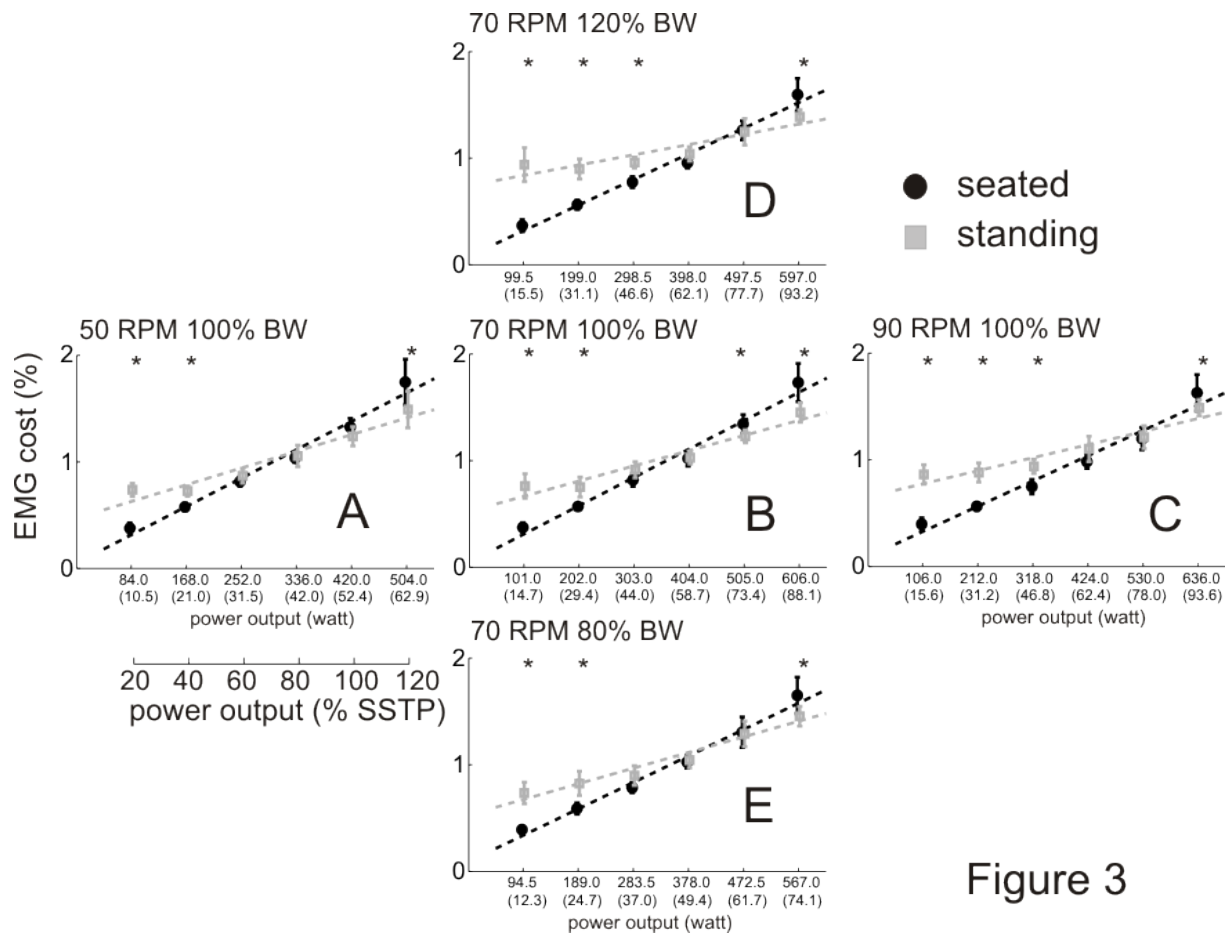 70 RPM 120% BW
2
* * * *
1
D
0
99.5 199.0 298.5 398.0 497.5 597.0
(15.5) (31.1) (46.6) (62.1) (77.7) (93.2)
seated
standing
50 RPM 100% BW
EMG cost (%)
2
* * *
1
A
0
84.0 168.0 252.0 336.0 420.0 504.0
(10.5) (21.0) (31.5) (42.0) (52.4) (62.9)
power output (watt)
20 40 60 80 100 120
power output (% SSTP)
70 RPM 100% BW
2
* * * *
1
B
0
101.0 202.0 303.0 404.0 505.0 606.0
(14.7) (29.4) (44.0) (58.7) (73.4) (88.1)
90 RPM 100% BW
2
* * * *
1
C
0
106.0 212.0 318.0 424.0 530.0 636.0
(15.6) (31.2) (46.8) (62.4) (78.0) (93.6)
power output (watt)
70 RPM 80% BW
2
* * *
1
E
0
94.5 189.0 283.5 378.0 472.5 567.0
(12.3) (24.7) (37.0) (49.4) (61.7) (74.1)
power output (watt)
Figure 3